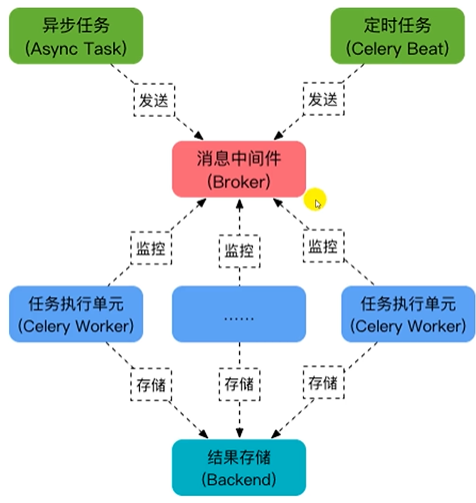 异步任务
(Async Task)
定时任务
(Celery Beat)
发送
发送
消息中间件
(Broker)
监控
监控
监控
任务执行单元
(Celery Worker)
......
任务执行单元
(Celery Worker)
存储
存储
存储
结果存储
(Backend)